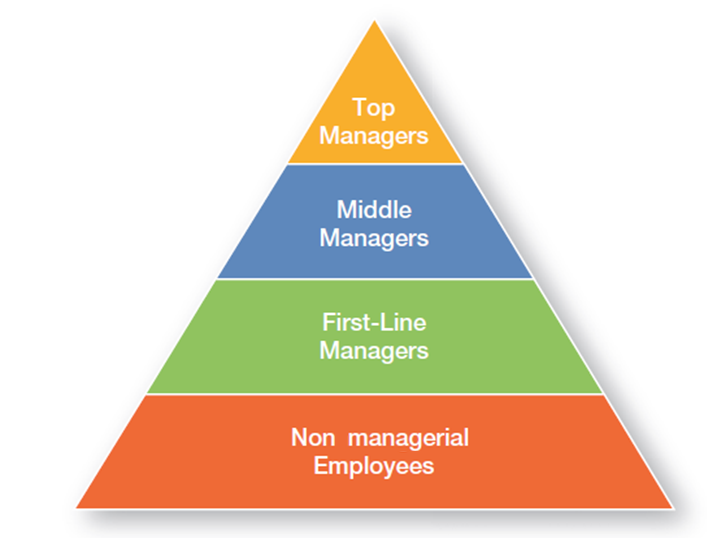 Top
Managers
Middle
Managers
First-Line
Managers
Non  managerial
Employees